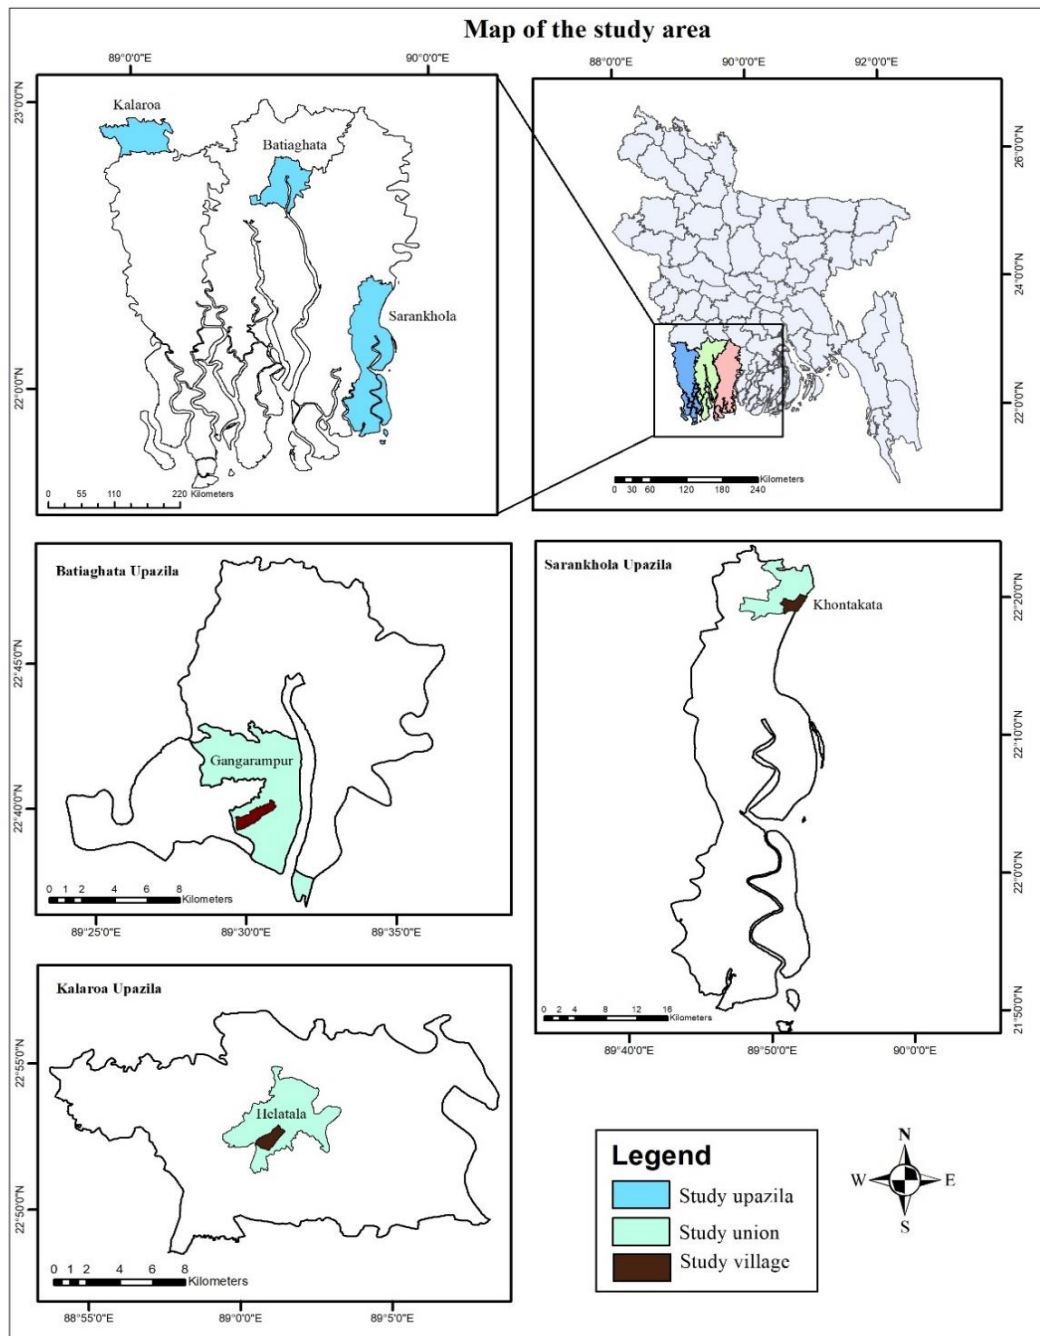 Map of the study area
89°0'0"E
90°0'0"E
23°0'0"N
22°0'0"N
Kalaroa
Batiaghata
Sarankhola
0 55 110 220 Kilometers
88°0'0"E
90°0'0"E
92°0'0"E
26°0'0"N
24°0'0"N
22°0'0"N
0 30 60 120 180 240
Kilometers
Batiaghata Upazila
22°45'0"N
22°40'0"N
Gangarampur
0 1 2 4 6 8
Kilometers
89°25'0"E
89°30'0"E
89°35'0"E
Sarankhola Upazila
Khontakata
22°20'0"N
22°10'0"N
22°0'0"N
21°50'0"N
0 2 4 8 12 16
Kilometers
89°40'0"E
89°50'0"E
90°0'0"E
Kalaroa Upazila
22°55'0"N
22°50'0"N
Helatala
0 1 2 4 6 8
Kilometers
88°55'0"E
89°0'0"E
89°5'0"E
Legend
Study upazila
Study union
Study village
N
W E
S